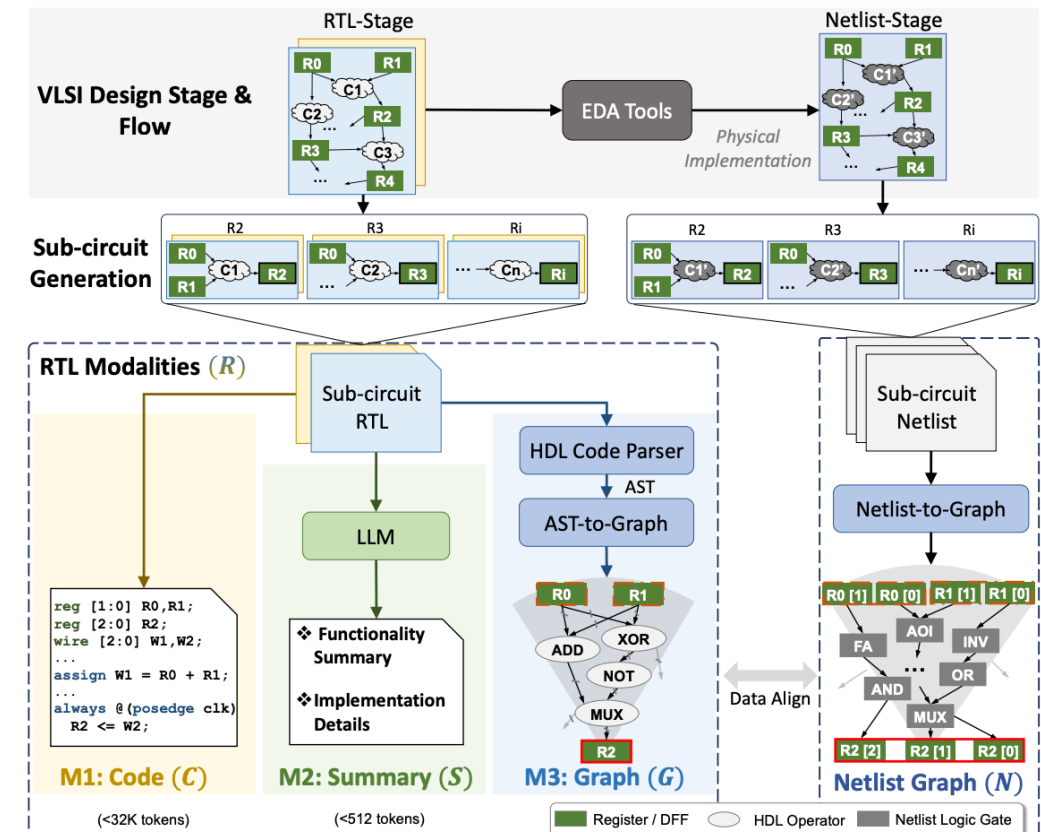 RTL-Stage
Netlist-Stage
VLSI Design Stage &
Flow
R0
R1
C1
C2
R2
...
R3
C3
...
R4
EDA Tools
Physical
Implementation
R0
R1
C1'
C2'
R2
...
R3
C3'
...
R4
Sub-circuit
Generation
R2
R3
Ri
R0
C1
R2
R1
R0
C2
R3
...
...
Cn
Ri
R2
R3
Ri
R0
C1'
R2
R1
R0
C2'
R3
...
...
Cn'
Ri
RTL Modalities (R)
Sub-circuit
RTL
HDL Code Parser
AST
AST-to-Graph
LLM
reg [1:0] R0,R1;
reg [2:0] R2;
wire [2:0] W1,W2;
...
assign W1 = R0 + R1;
...
always @(posedge clk)
R2 <= W2;
❖ Functionality
Summary
❖Implementation
Details
R0
R1
ADD
XOR
NOT
MUX
R2
M1: Code (C)
M2: Summary (S)
M3: Graph (G)
(<32K tokens)
(<512 tokens)
Data Align
Sub-circuit
Netlist
Netlist-to-Graph
R0 [1]
R0 [0]
R1 [1]
R1 [0]
FA
AOI
INV
...
OR
AND
MUX
R2 [2]
R2 [1]
R2 [0]
Netlist Graph (N)
Register / DFF
HDL Operator
Netlist Logic Gate